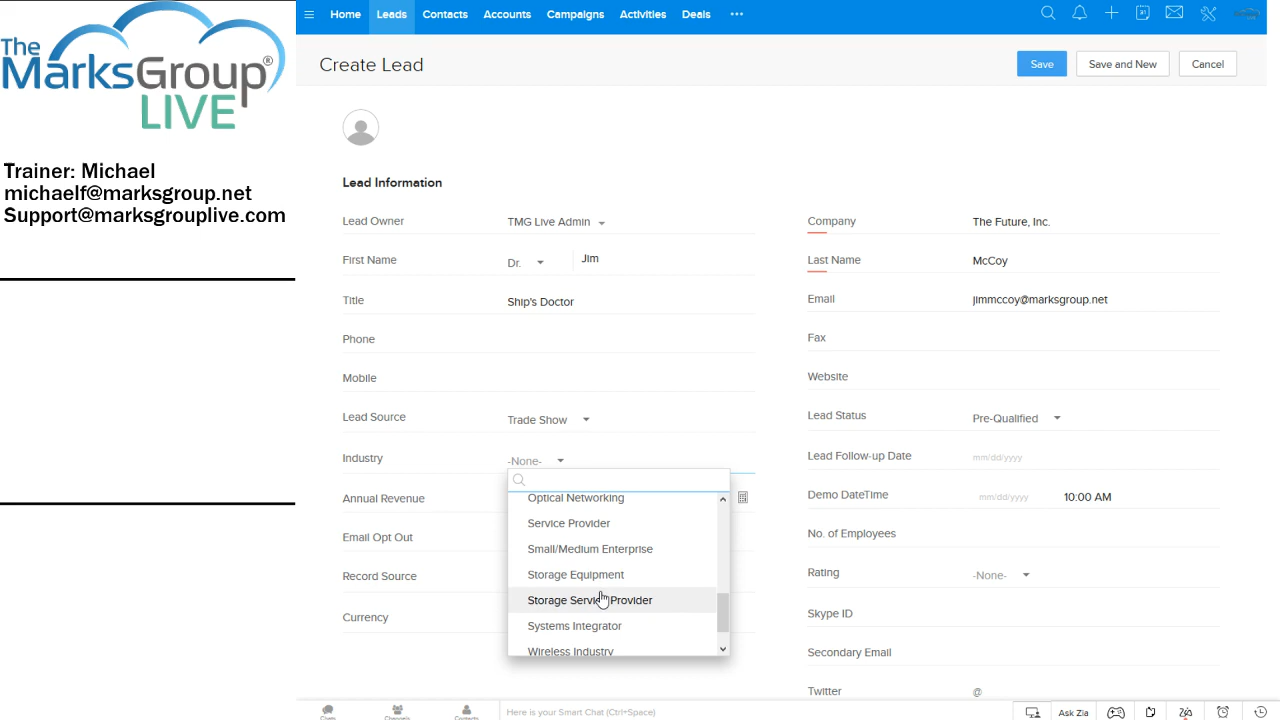 The
MarksGroup®
LIVE
Trainer: Michael
michaelf@marksgroup.net
Support@marksgrouplive.com
Home Leads Contacts Accounts Campaigns Activities Deals
Create Lead
Save
Save and New
Cancel
Lead Information
Lead Owner TMG Live Admin
Company The Future, Inc.
First Name Dr. Jim
Last Name McCoy
Title Ship's Doctor
Email jimmccoy@marksgroup.net
Phone
Fax
Mobile
Website
Lead Source Trade Show
Lead Status Pre-Qualified
Industry -None-
Lead Follow-up Date mm/dd/yyyy
Optical Networking
Service Provider
Small/Medium Enterprise
Storage Equipment
Storage Service Provider
Systems Integrator
Wireless Industry
Annual Revenue
Demo DateTime mm/dd/yyyy 10:00 AM
Email Opt Out
No. of Employees
Record Source
Rating -None-
Currency
Skype ID
Secondary Email
Twitter @
Chats Channels Contacts
Here is your Smart Chat (Ctrl+Space)
Ask Zia